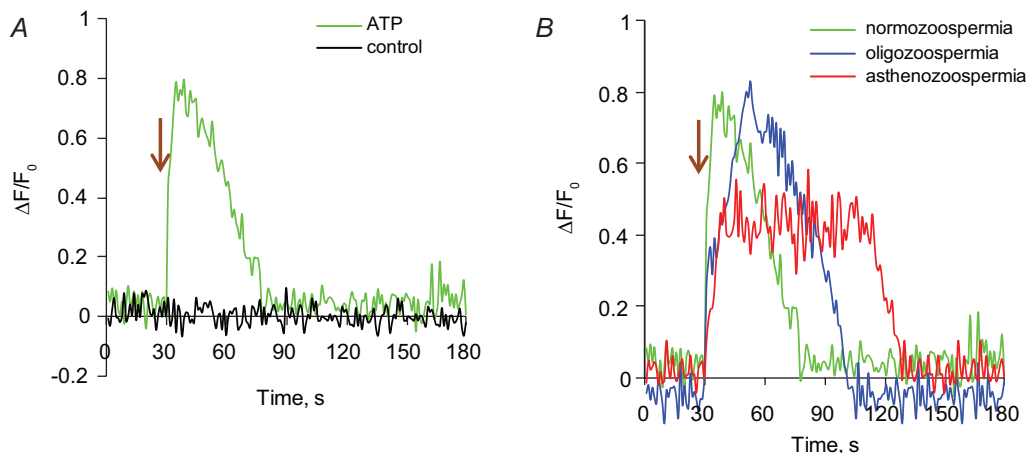 A
ATP
control
ΔF/F0
1
0.8
0.6
0.4
0.2
0
-0.2
0 30 60 90 120 150 180
Time, s
B
normozoospermia
oligozoospermia
asthenozoospermia
ΔF/F0
1
0.8
0.6
0.4
0.2
0
0 30 60 90 120 150 180
Time, s